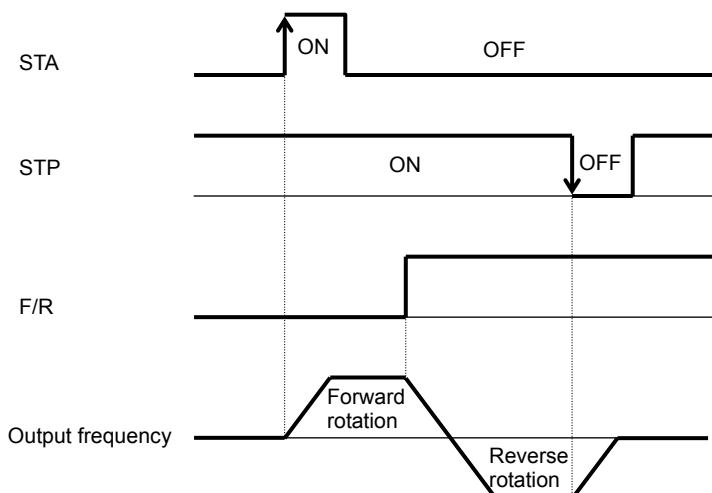 STA
ON
OFF
STP
ON
OFF
F/R
Forward
rotation
Output frequency
Reverse
rotation